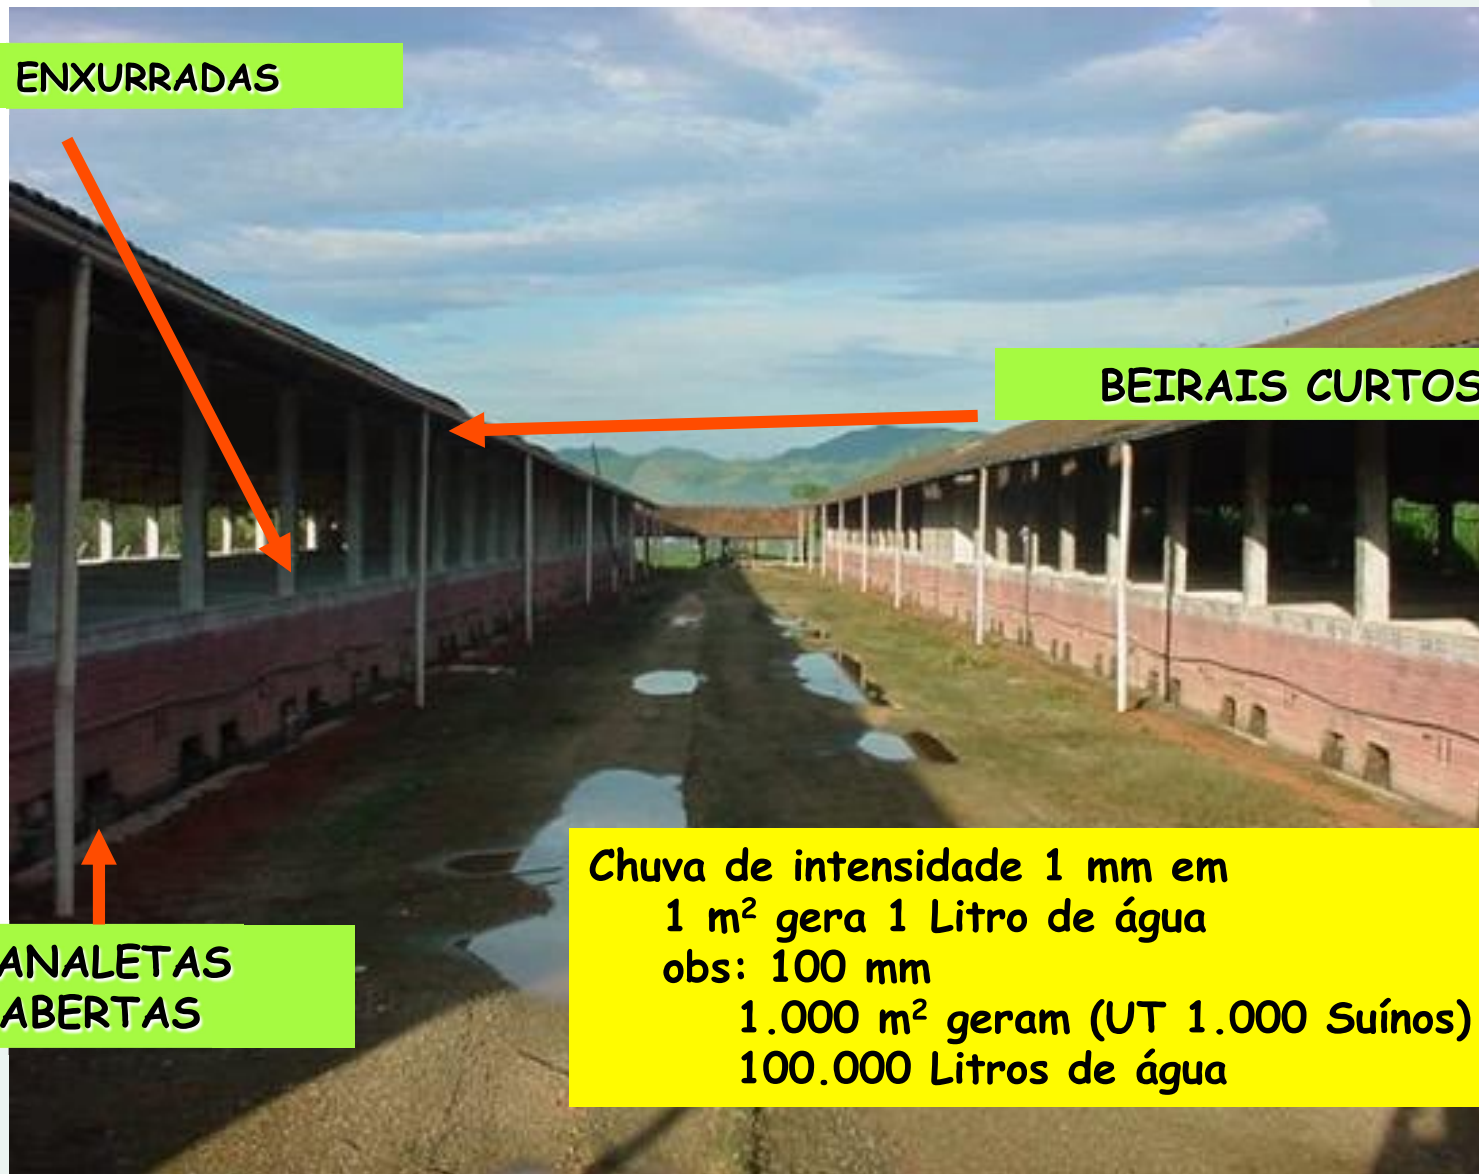 ENXURRADAS
BEIRAIS CURTOS
ANALETAS
ABERTAS
Chuva de intensidade 1 mm em
1 m² gera 1 Litro de água
obs: 100 mm
1.000 m² geram (UT 1.000 Suínos)
100.000 Litros de água